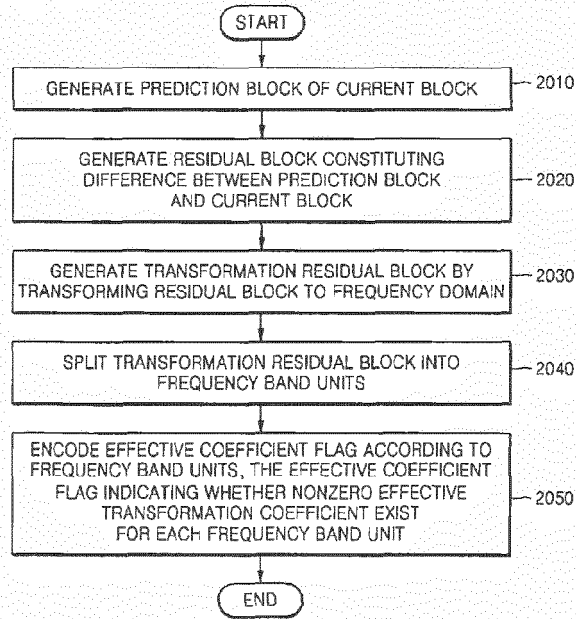 START
GENERATE PREDICTION BLOCK OF CURRENT BLOCK
2010
GENERATE RESIDUAL BLOCK CONSTITUTING
DIFFERENCE BETWEEN PREDICTION BLOCK
AND CURRENT BLOCK
2020
GENERATE TRANSFORMATION RESIDUAL BLOCK BY
TRANSFORMING RESIDUAL BLOCK TO FREQUENCY DOMAIN
2030
SPLIT TRANSFORMATION RESIDUAL BLOCK INTO
FREQUENCY BAND UNITS
2040
ENCODE EFFECTIVE COEFFICIENT FLAG ACCORDING TO
FREQUENCY BAND UNITS, THE EFFECTIVE COEFFICIENT
FLAG INDICATING WHETHER NONZERO EFFECTIVE
TRANSFORMATION COEFFICIENT EXIST
FOR EACH FREQUENCY BAND UNIT
2050
END